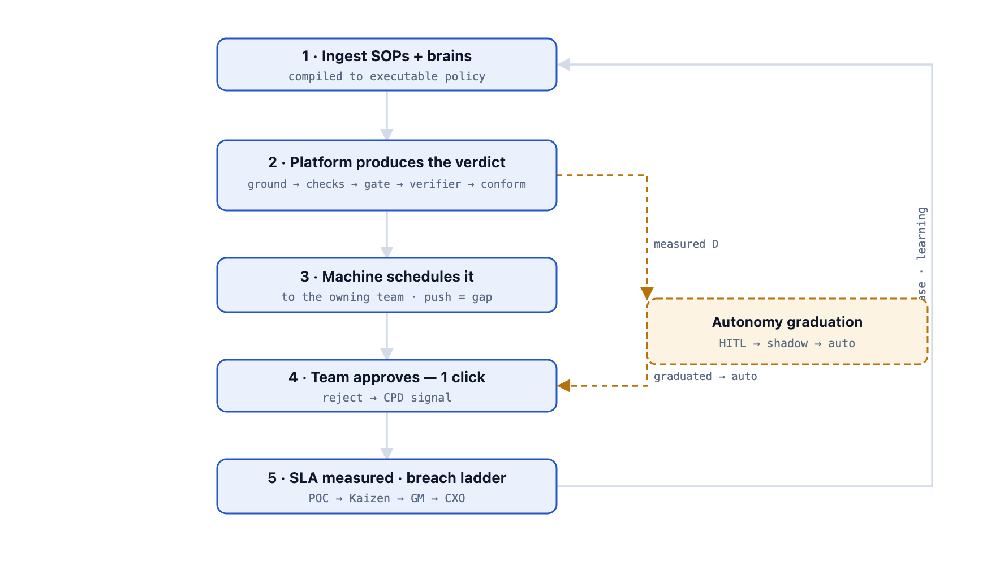 1 · Ingest SOPs + brains
compiled to executable policy
2 · Platform produces the verdict
ground → checks → gate → verifier → conform
measured D
3 · Machine schedules it
to the owning team · push = gap
Autonomy graduation
HITL → shadow → auto
graduated → auto
4 · Team approves — 1 click
reject → CPD signal
5 · SLA measured · breach ladder
POC → Kaizen → GM → CXO
· learning